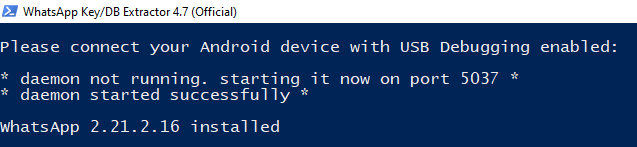 WhatsApp Key/DB Extractor 4.7 (Official)
Please connect your Android device with USB Debugging enabled:
* daemon not running. starting it now on port 5037 *
* daemon started successfully *
WhatsApp 2.21.2.16 installed